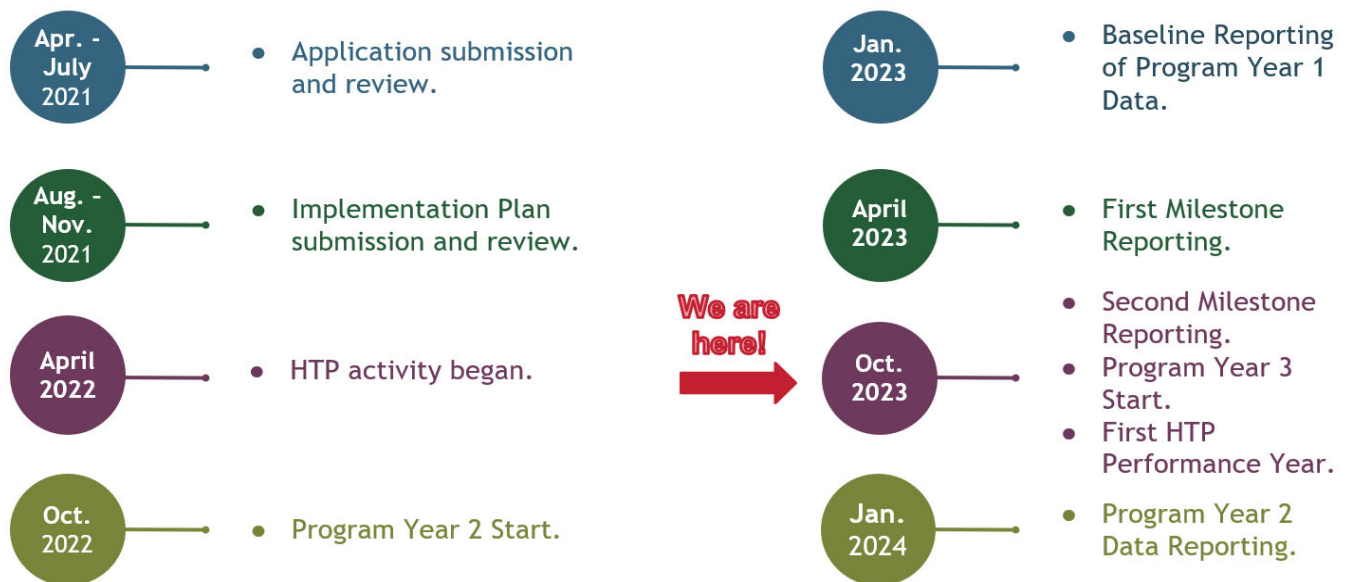 Apr. -
July
2021
● Application submission
and review.
Aug. –
Nov.
2021
● Implementation Plan
submission and review.
April
2022
● HTP activity began.
Oct.
2022
● Program Year 2 Start.
We are
here!
Jan.
2023
● Baseline Reporting
of Program Year 1
Data.
April
2023
● First Milestone
Reporting.
Oct.
2023
● Second Milestone
Reporting.
● Program Year 3
Start.
● First HTP
Performance Year.
Jan.
2024
● Program Year 2
Data Reporting.